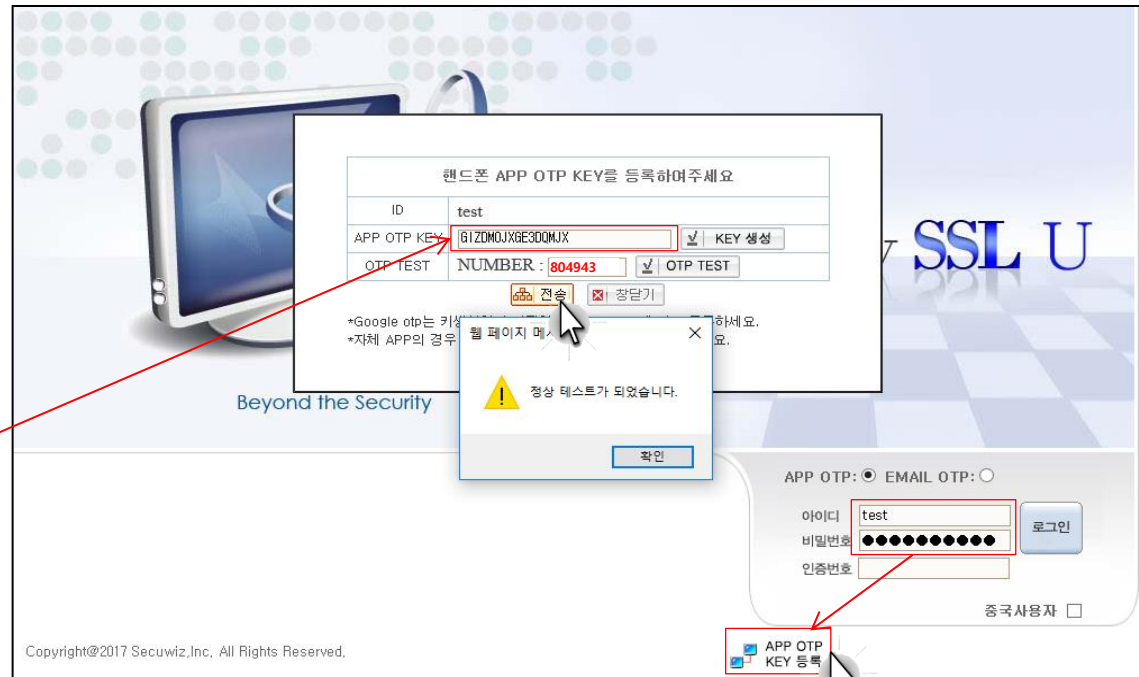 핸드폰 APP OTP KEY를 등록하여주세요
ID test
APP OTP KEY GIZDMOJXGE3DQMJX KEY 생성
OTP TEST NUMBER : 804943 OTP TEST
전송 창닫기
*Google otp는 하세요.
*자체 APP의 경우 요.
웹 페이지 메시
정상 테스트가 되었습니다.
확인
SSL U
Beyond the Security
APP OTP: EMAIL OTP:
아이디 test
비밀번호 ●●●●●●●●●●
로그인
인증번호
중국사용자
APP OTP
KEY 등록
Copyright@2017 Secuwiz,Inc, All Rights Reserved,